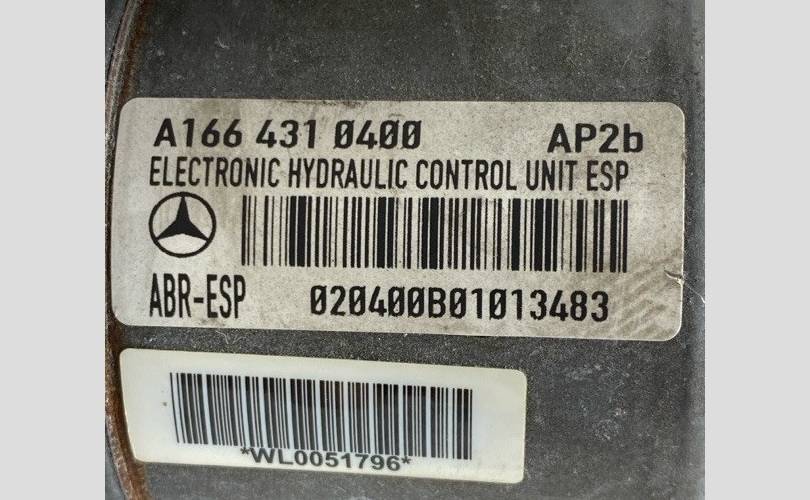 A166 431 0400 AP2b
ELECTRONIC HYDRAULIC CONTROL UNIT ESP
ABR-ESP 020400B01013483
*WL0051796*